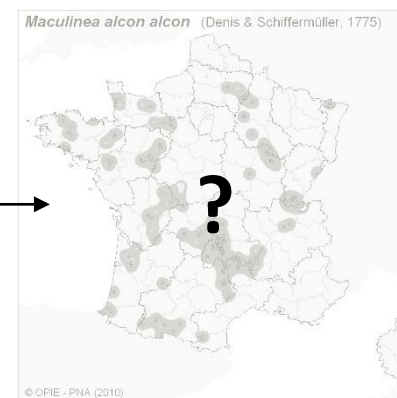 Maculinea alcon alcon (Denis & Schiffermüller, 1775)
?
© OPIE - PNA (2010)